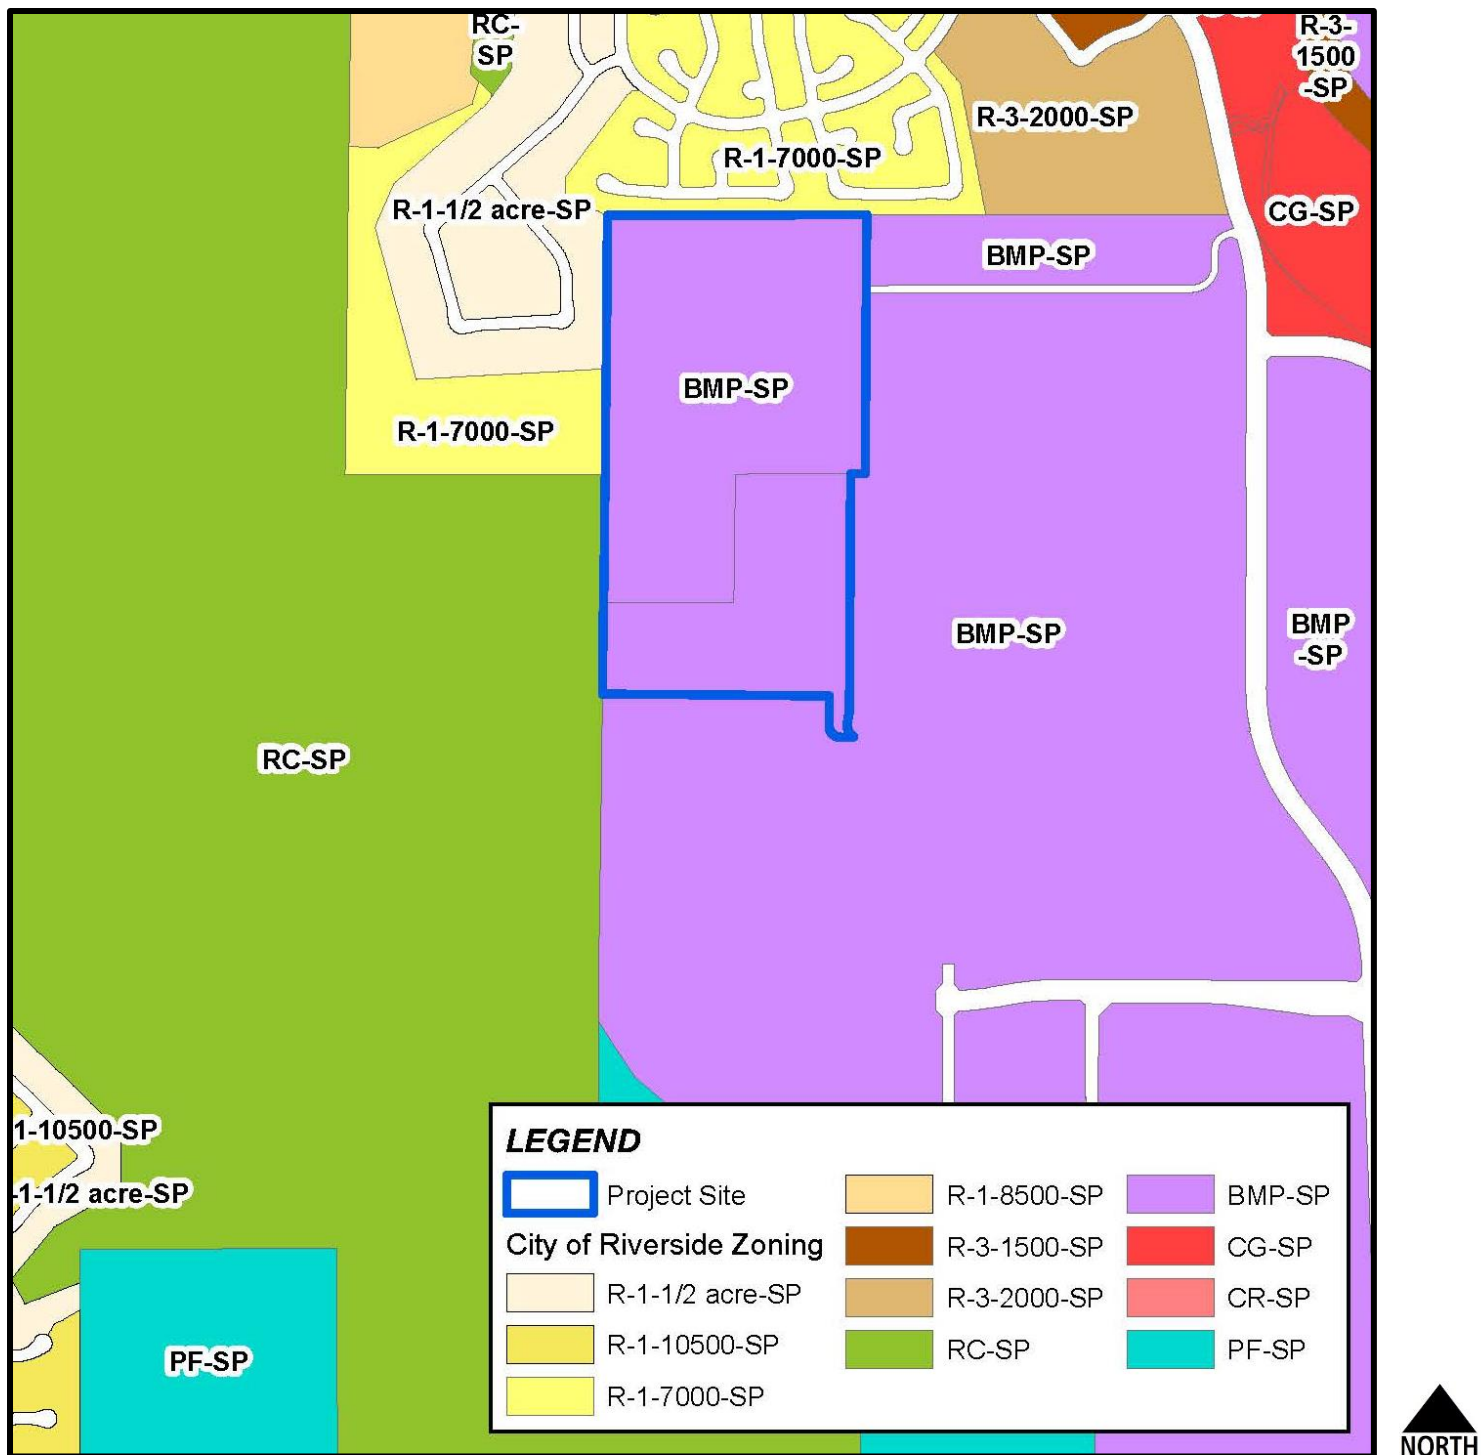 RC-
SP
R-3-
1500
-SP
R-3-2000-SP
R-1-7000-SP
R-1-1/2 acre-SP
CG-SP
BMP-SP
BMP-SP
R-1-7000-SP
BMP-SP
BMP
-SP
RC-SP
1-10500-SP
-1-1/2 acre-SP
PF-SP
LEGEND
Project Site
City of Riverside Zoning
R-1-1/2 acre-SP
R-1-10500-SP
R-1-7000-SP
R-1-8500-SP
R-3-1500-SP
R-3-2000-SP
RC-SP
BMP-SP
CG-SP
CR-SP
PF-SP
NORTH